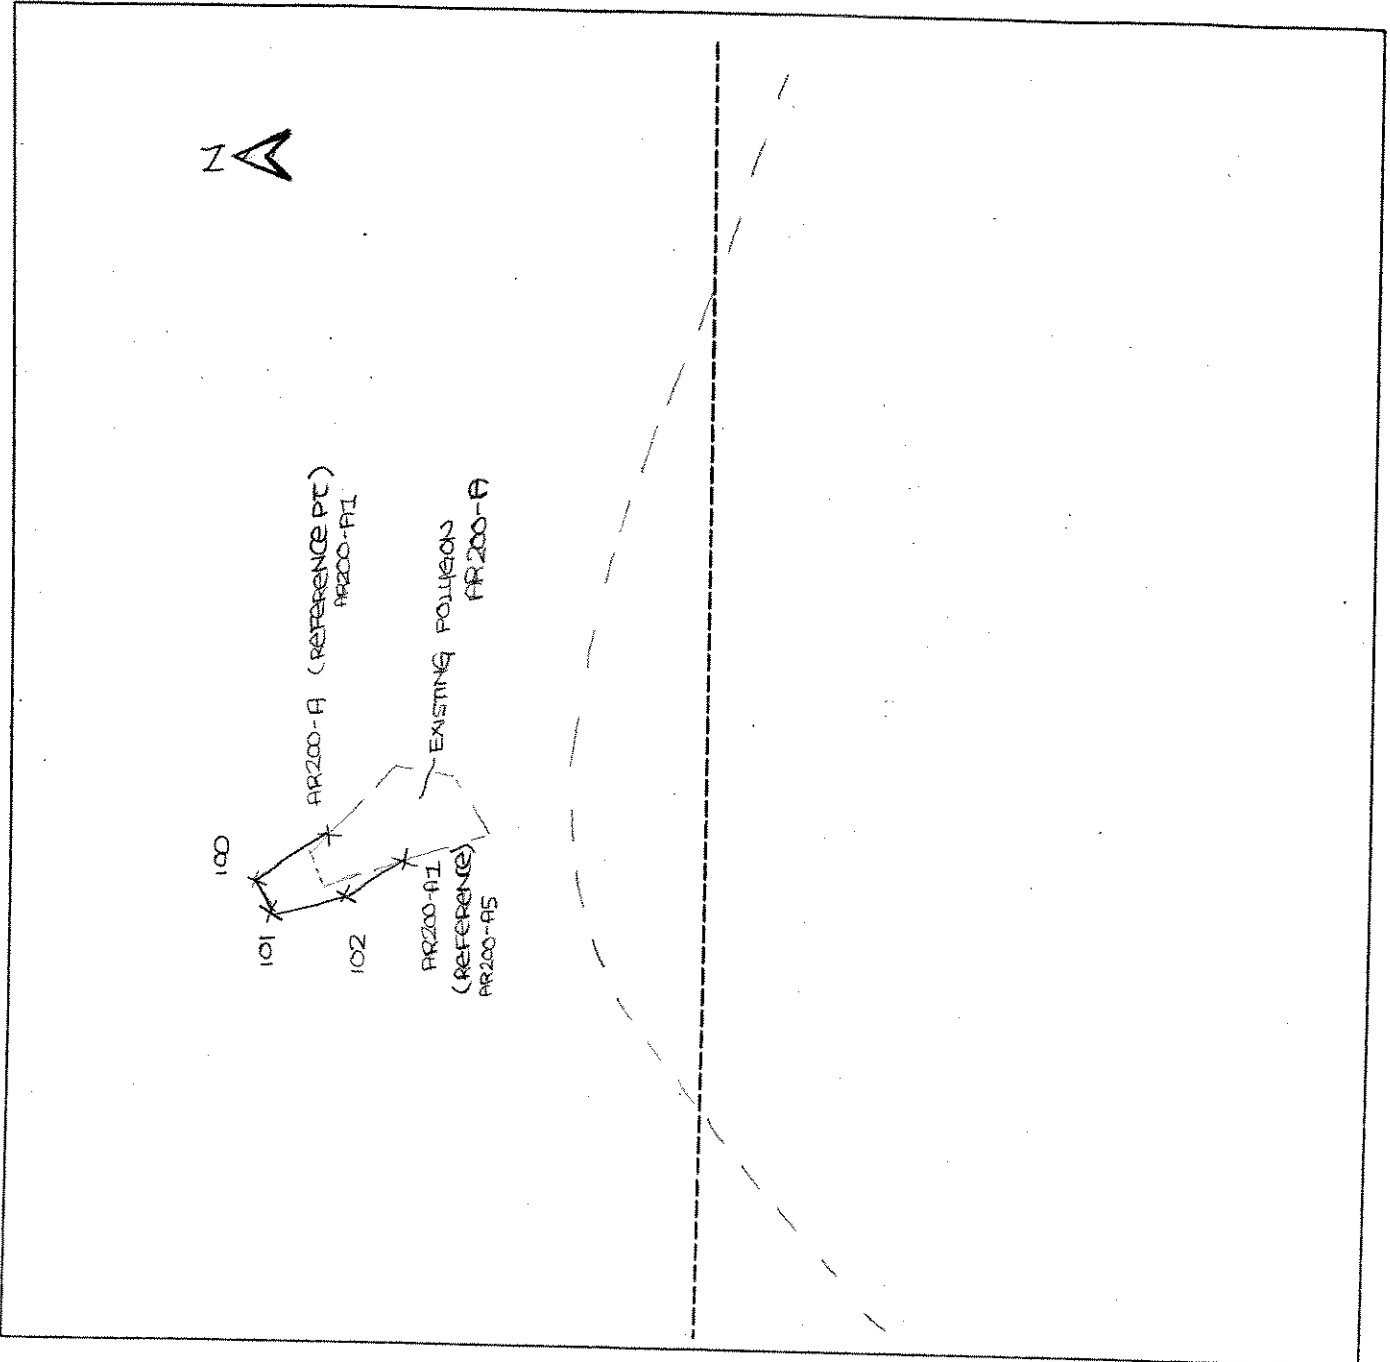 N
100
101
102
AR200-A (REFERENCE PT)
AR200-A1
EXISTING POLYGON
AR200-A
AR200-A1
(REFERENCE)
AR200-A5